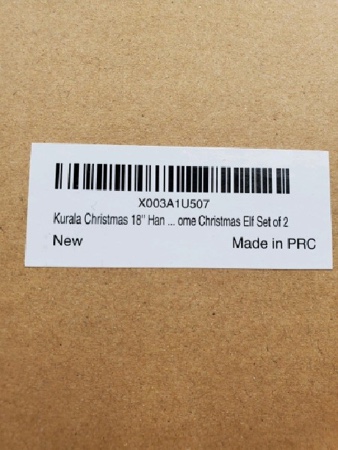 X003A1U507
Kurala Christmas 18" Han ... ome Christmas Elf Set of 2
New Made in PRC